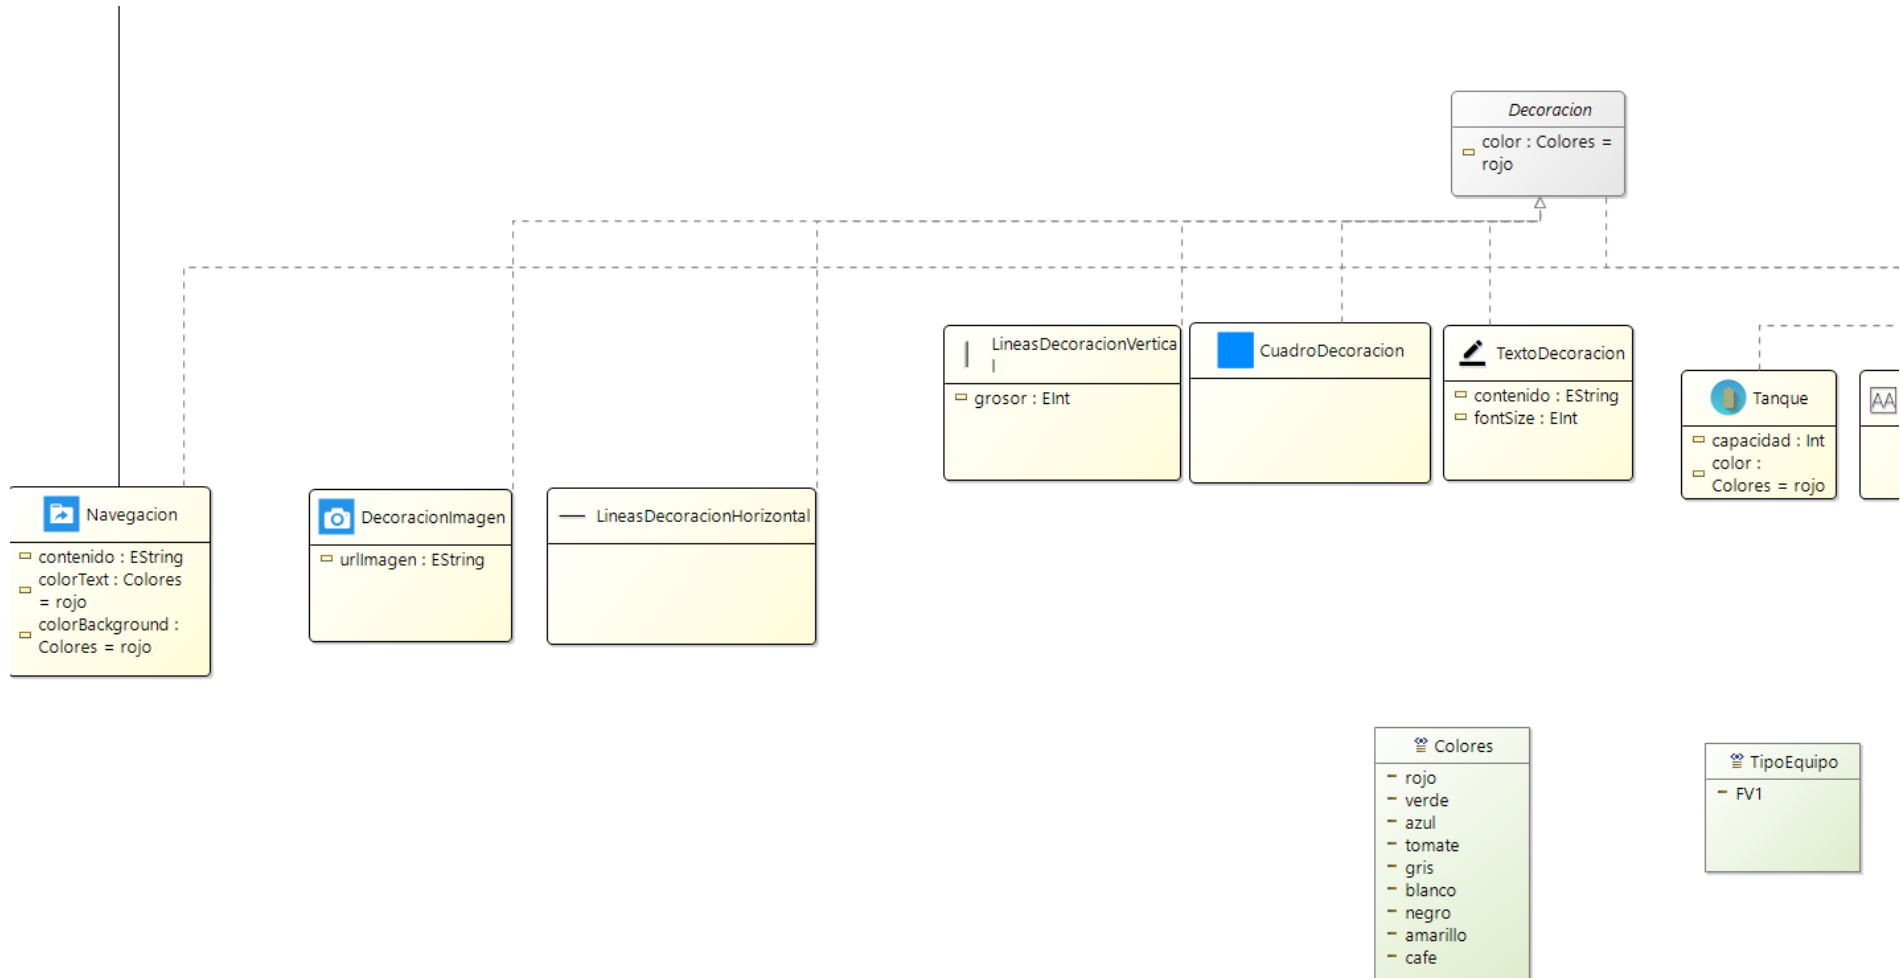 Decoracion
color : Colores =
rojo
LineasDecoracionVertica
l
grosor : EInt
CuadroDecoracion
TextoDecoracion
contenido : EString
fontSize : EInt
Tanque
capacidad : Int
color :
Colores = rojo
AA
Navegacion
contenido : EString
colorText : Colores
= rojo
colorBackground :
Colores = rojo
DecoracionImagen
urlImagen : EString
LineasDecoracionHorizontal
Colores
rojo
verde
azul
tomate
gris
blanco
negro
amarillo
cafe
TipoEquipo
FV1